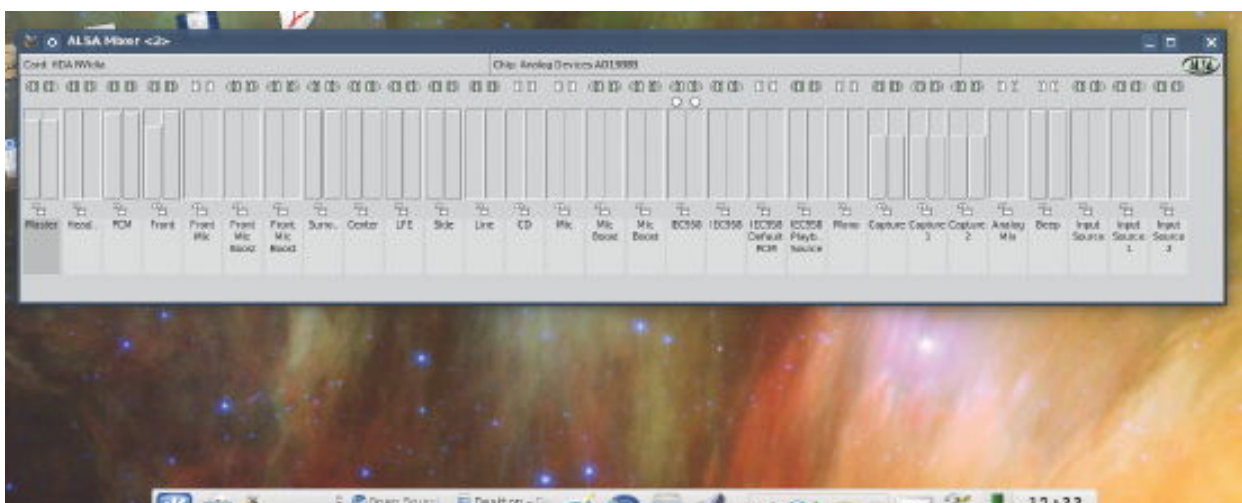 ALSA Mixer <2>
Card: HDA NVidia
Chip: Analog Devices AD1988B
Master
Head..
PCM
Front
Front Mic
Front Mic Boost
Front Mic Boost
Surro..
Center
LFE
Side
Line
CD
Mic
Mic Boost
Mic Boost
IEC958
IEC958
IEC958 Default PCM
IEC958 Playb.. Source
Mono
Capture
Capture 1
Capture 2
Analog Mix
Beep
Input Source
Input Source 1
Input Source 2
12:33